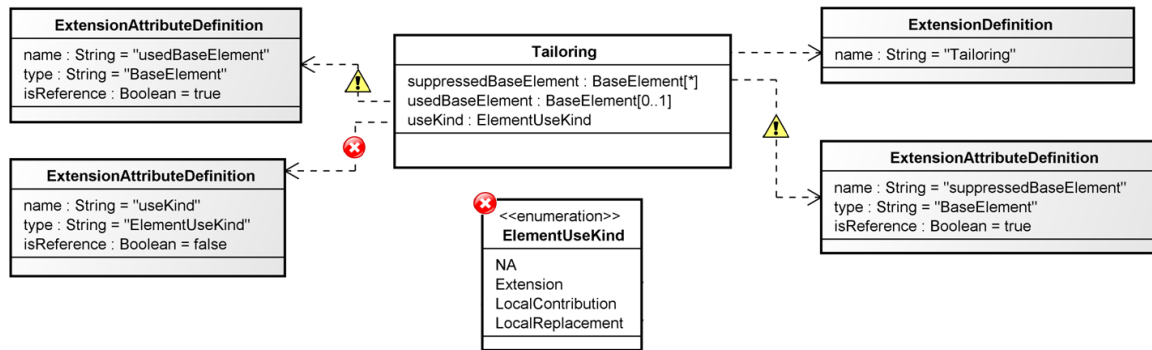 ExtensionAttributeDefinition
name : String = "usedBaseElement"
type : String = "BaseElement"
isReference : Boolean = true
Tailoring
suppressedBaseElement : BaseElement[*]
usedBaseElement : BaseElement[0..1]
useKind : ElementUseKind
ExtensionDefinition
name : String = "Tailoring"
ExtensionAttributeDefinition
name : String = "useKind"
type : String = "ElementUseKind"
isReference : Boolean = false
<<enumeration>>
ElementUseKind
NA
Extension
LocalContribution
LocalReplacement
ExtensionAttributeDefinition
name : String = "suppressedBaseElement"
type : String = "BaseElement"
isReference : Boolean = true